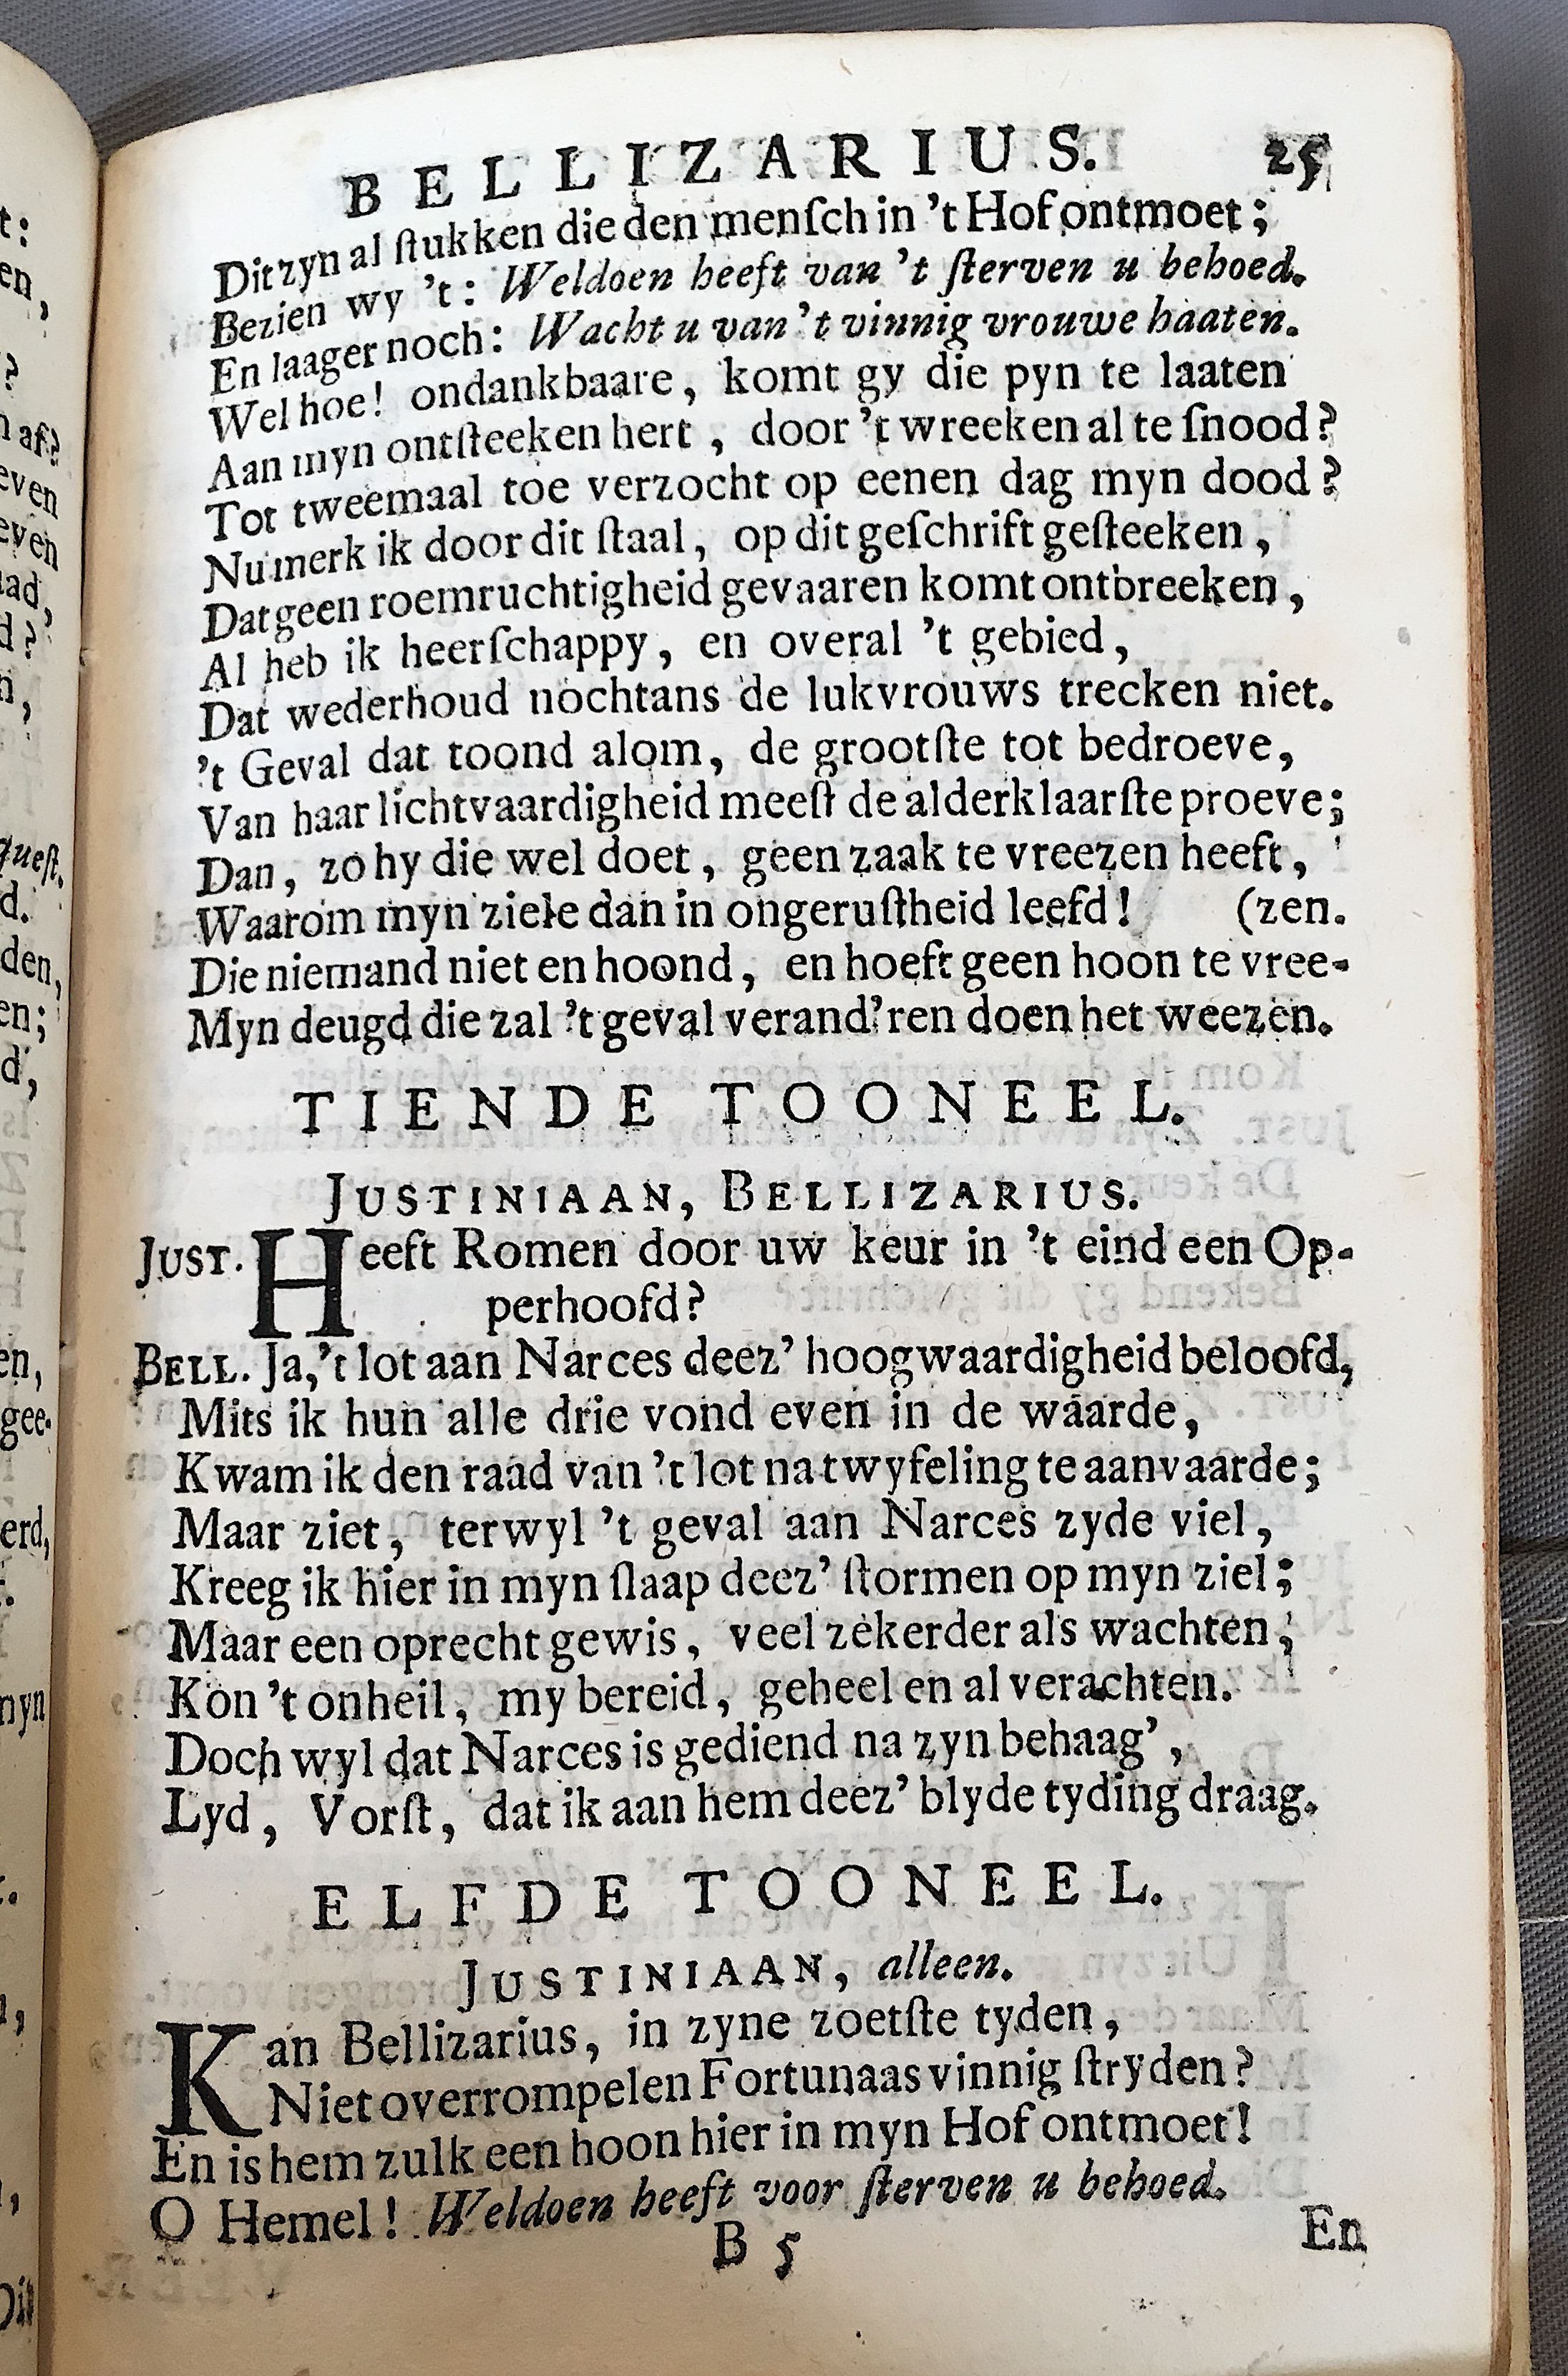 BELLIZARIUS. 25
Dit zyn al ſtukken die den menſch in 't Hof ontmoet;
Bezien wy 't: Weldoen heeft van 't ſterven u behoed.
En laager noch: Wacht u van 't vinnig vrouwe haaten.
Wel hoe! ondankbaare, komt gy die pyn te laaten
Aan myn ontſteeken hert, door 't wreeken al te ſnood?
Tot tweemaal toe verzocht op eenen dag myn dood?
Nu merk ik door dit ſtaal, op dit geſchrift geſteeken,
Dat geen roemruchtigheid gevaaren komt ontbreeken,
Al heb ik heerſchappy, en overal 't gebied,
Dat wederhoud nochtans de lukvrouws trecken niet.
't Geval dat toond alom, de grootſte tot bedroeve,
Van haar lichtvaardigheid meeſt de alderklaarſte proeve;
Dan, zo hy die wel doet, geen zaak te vreezen heeft,
Waarom myn ziele dan in ongeruſtheid leefd! (zen.
Die niemand niet en hoond, en hoeft geen hoon te vree-
Myn deugd die zal 't geval verand'ren doen het weezen.
TIENDE TOONEEL.
JUSTINIAAN, BELLIZARIUS.
JUST. Heeft Romen door uw keur in 't eind een Op-
perhoofd?
BELL. Ja, 't lot aan Narces deez' hoogwaardigheid beloofd,
Mits ik hun alle drie vond even in de waarde,
Kwam ik den raad van 't lot na twyfeling te aanvaarde;
Maar ziet, terwyl 't geval aan Narces zyde viel,
Kreeg ik hier in myn ſlaap deez' ſtormen op myn ziel;
Maar een oprecht gewis, veel zekerder als wachten,
Kon 't onheil, my bereid, geheel en al verachten.
Doch wyl dat Narces is gediend na zyn behaag',
Lyd, Vorſt, dat ik aan hem deez' blyde tyding draag.
ELFDE TOONEEL.
JUSTINIAAN, alleen.
Kan Bellizarius, in zyne zoetſte tyden,
Niet overrompelen Fortunaas vinnig ſtryden?
En is hem zulk een hoon hier in myn Hof ontmoet!
O Hemel! Weldoen heeft voor ſterven u behoed.
B 5 En